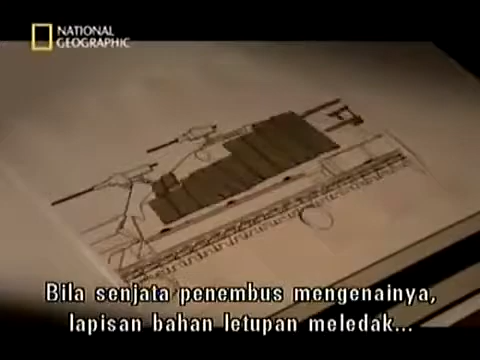 NATIONAL
GEOGRAPHIC
Bila senjata penembus mengenainya,
lapisan bahan letupan meledak...